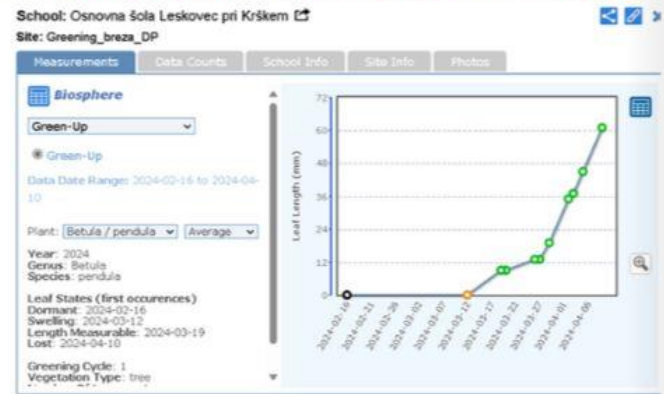 School: Osnovna šola Leskovec pri Krškem
Site: Greening_breza_DP
Measurements
Data Counts
School Info
Site Info
Photos
Biosphere
Green-Up
Green-Up
Data Date Range: 2024-02-16 to 2024-04-
10
Plant: Betula / pendula Average
Year: 2024
Genus: Betula
Species: pendula
Leaf States (first occurences)
Dormant: 2024-02-16
Swelling: 2024-03-12
Length Measurable: 2024-03-19
Lost: 2024-04-10
Greening Cycle: 1
Vegetation Type: tree
Leaf Length (mm)
72
60
48
36
24
12
0
2024-02-16
2024-02-21
2024-02-26
2024-03-02
2024-03-07
2024-03-12
2024-03-17
2024-03-22
2024-03-27
2024-04-01
2024-04-06